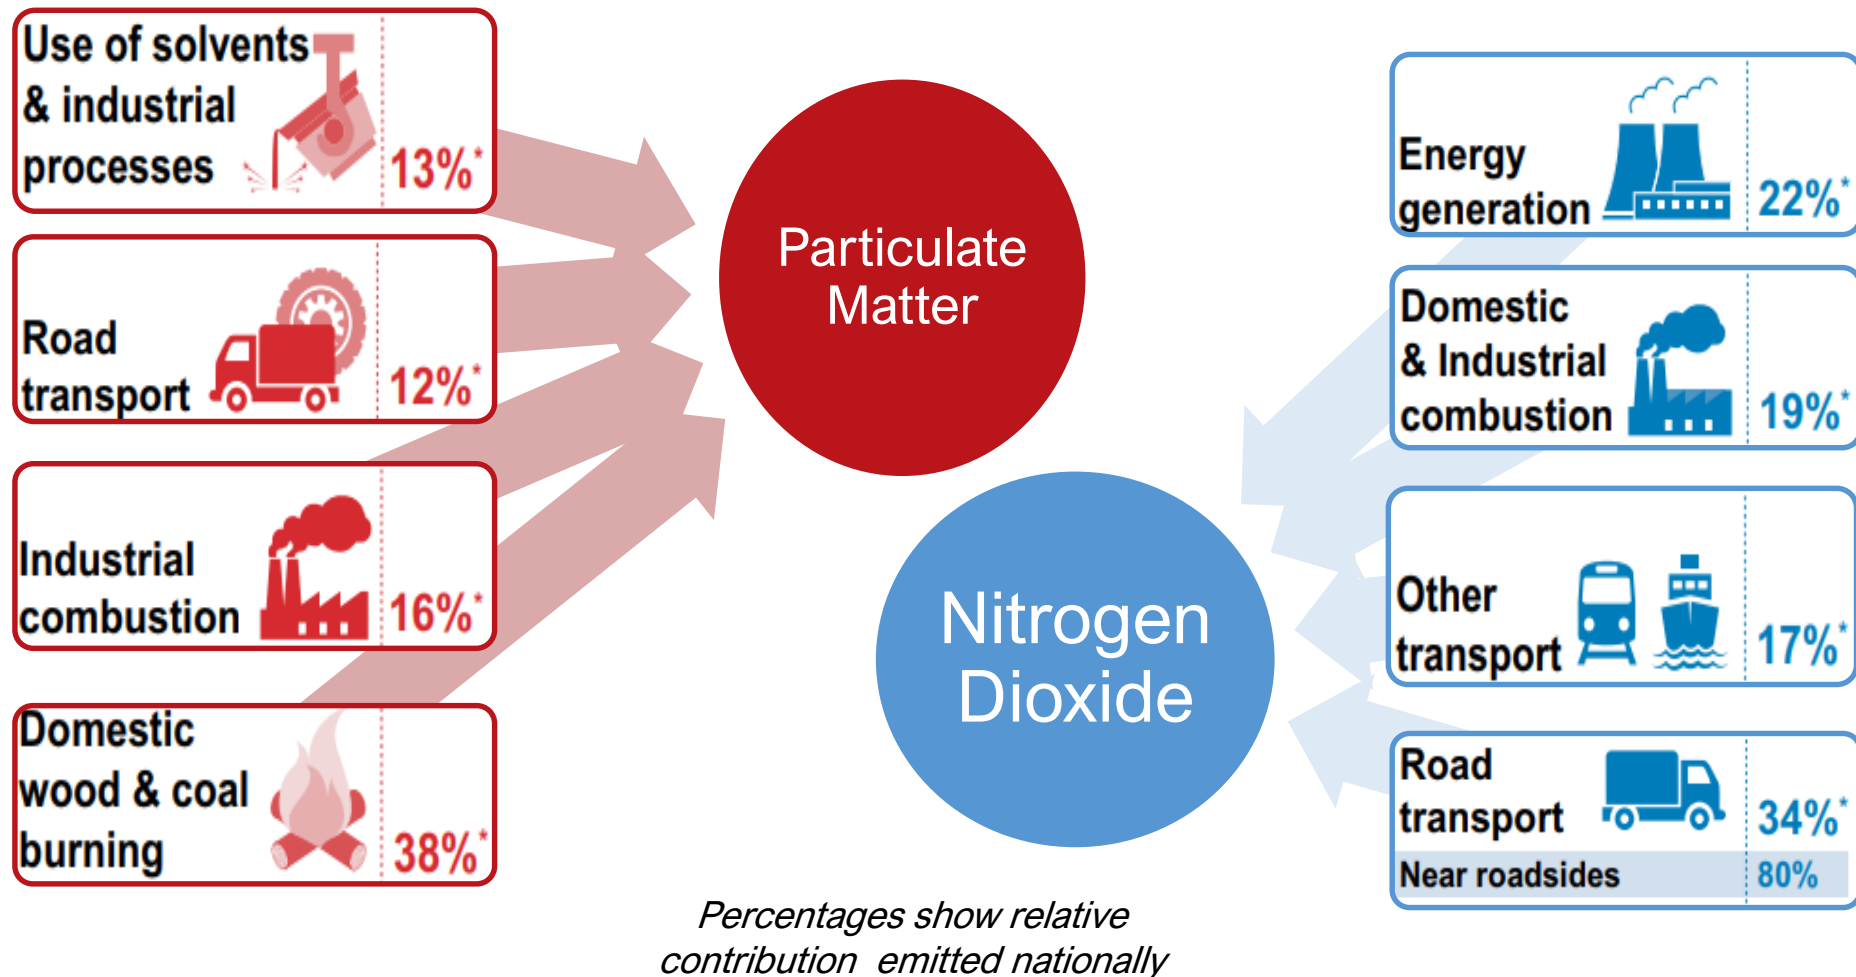 Use of solvents
& industrial
processes
13%*
Road
transport
12%*
Industrial
combustion
16%*
Domestic
wood & coal
burning
38%*
Particulate
Matter
Nitrogen
Dioxide
Energy
generation
22%*
Domestic
& Industrial
combustion
19%*
Other
transport
17%*
Road
transport
34%*
Near roadsides 80%
Percentages show relative
contribution emitted nationally